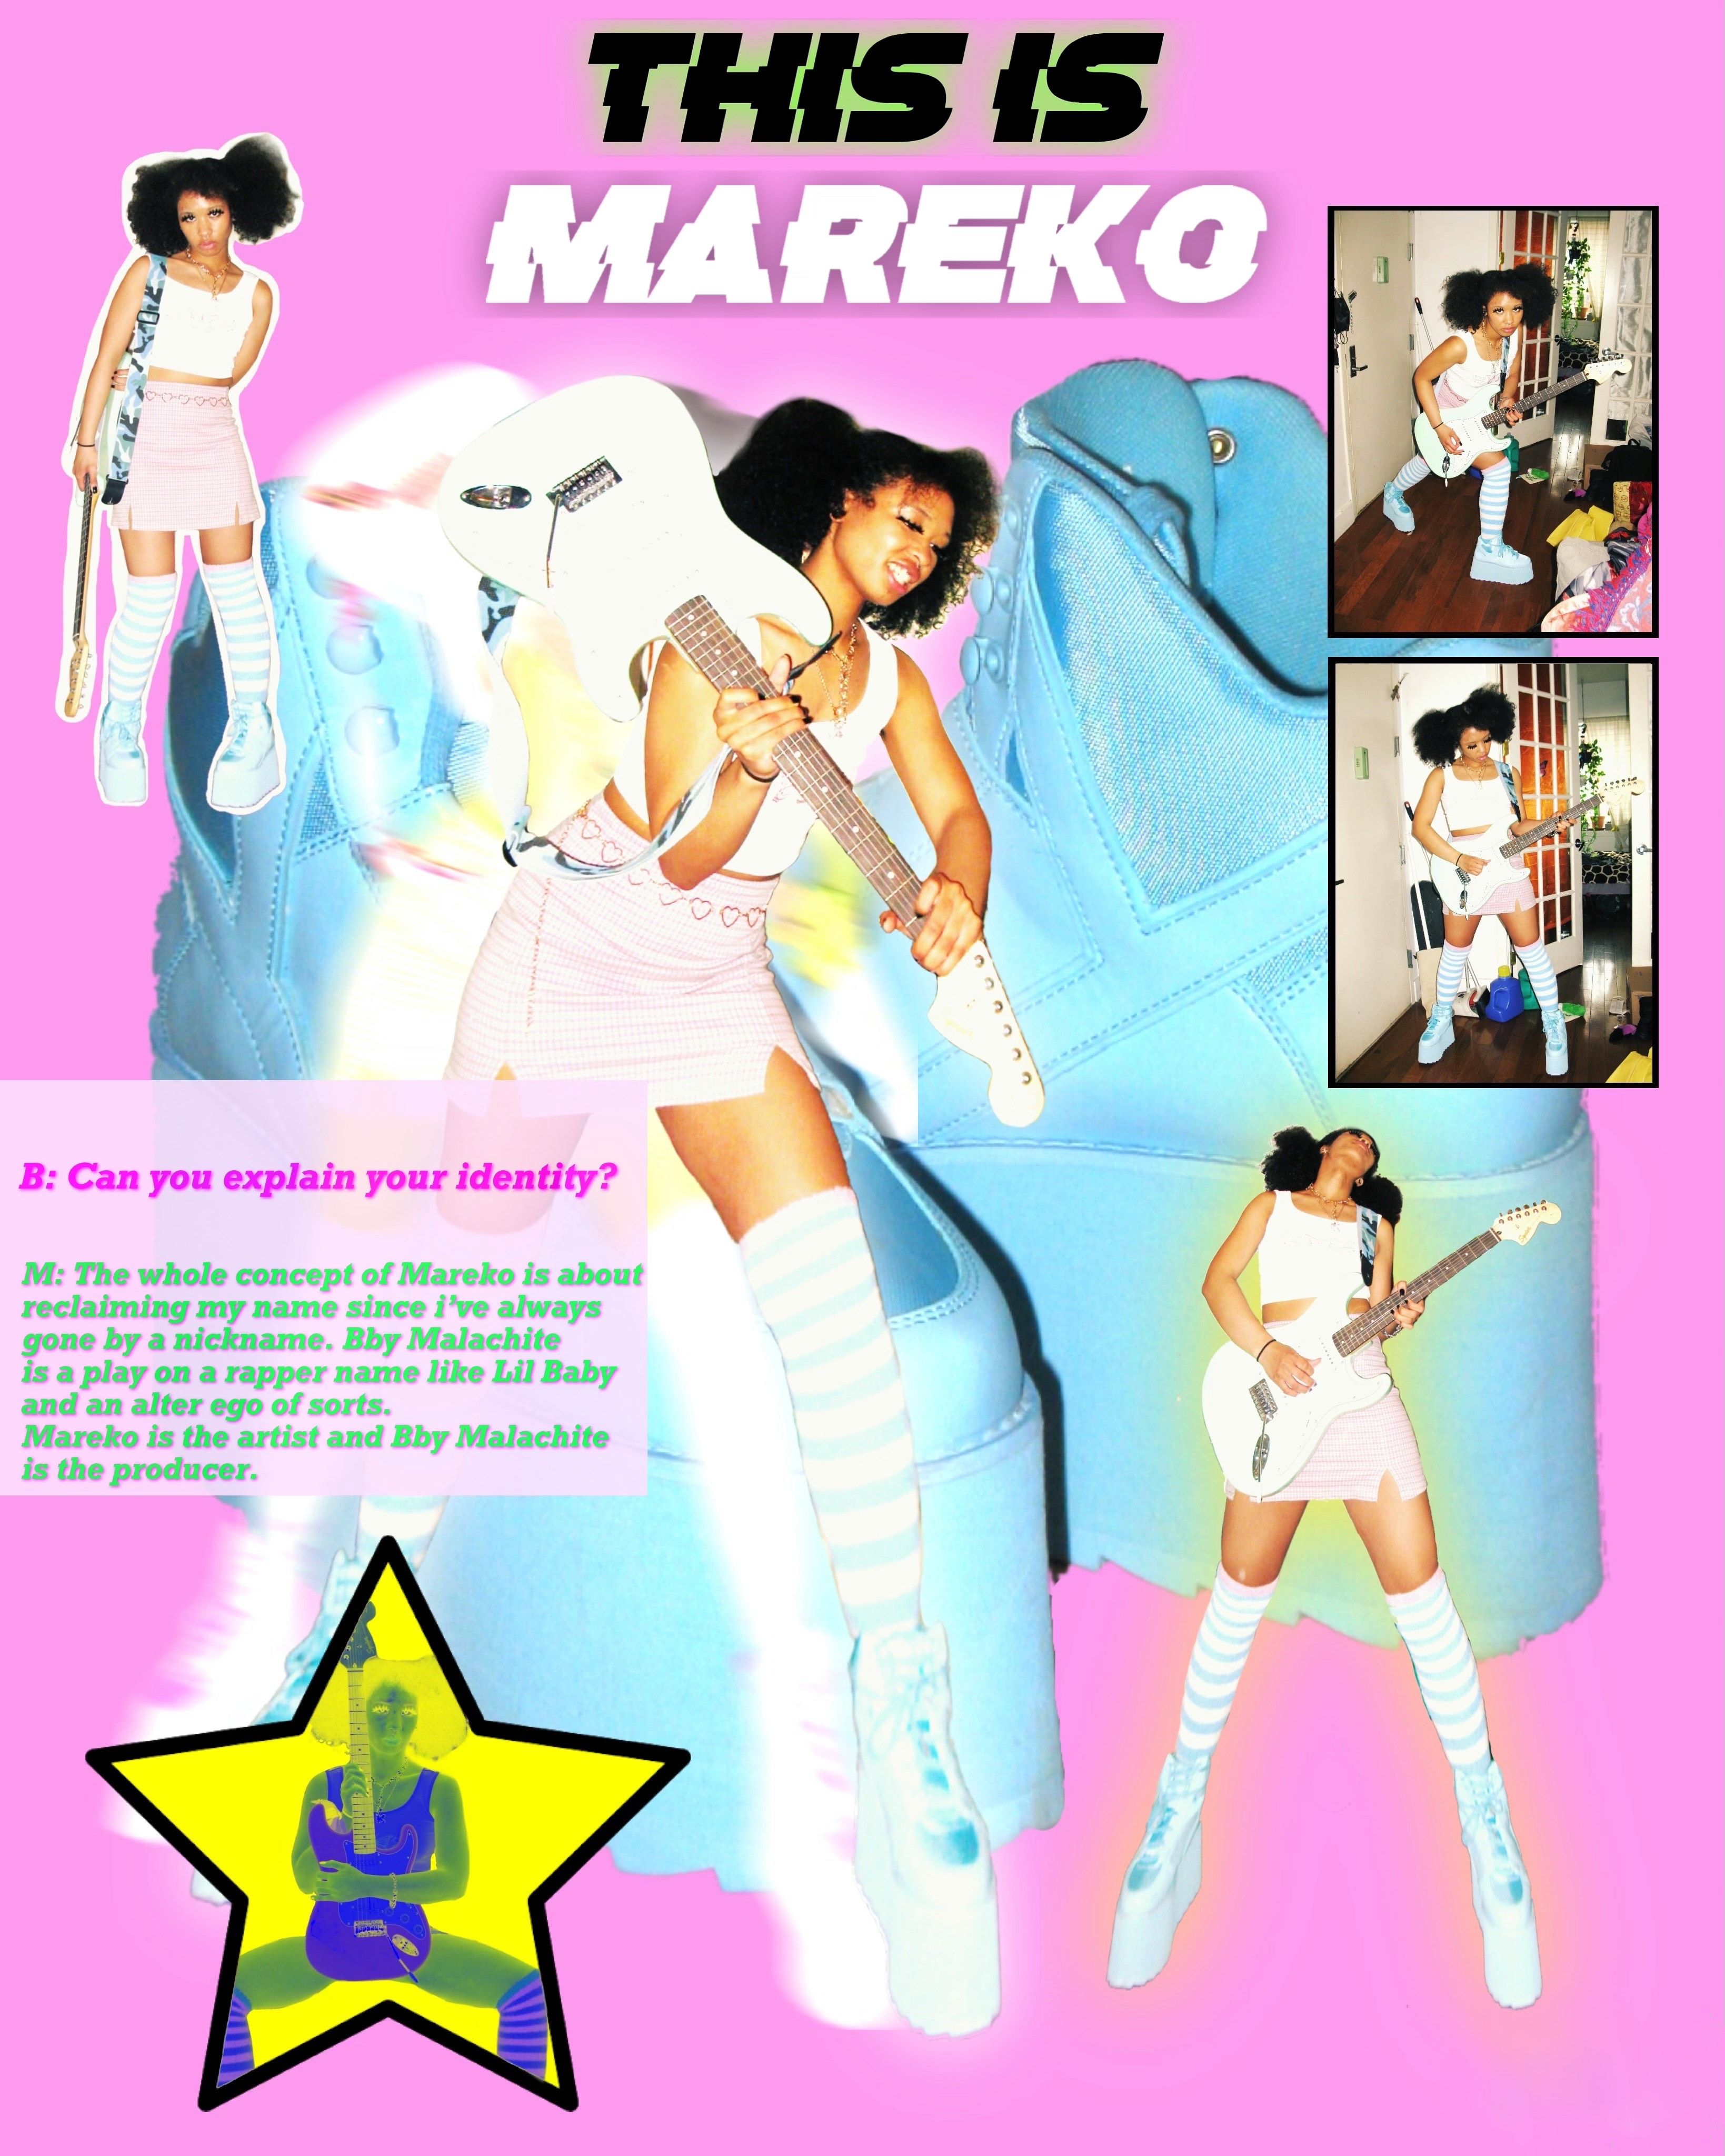 THIS IS
MAREKO
B: Can you explain your identity?
M: The whole concept of Mareko is about
reclaiming my name since i've always
gone by a nickname. Bby Malachite
is a play on a rapper name like Lil Baby
and an alter ego of sorts.
Mareko is the artist and Bby Malachite
is the producer.